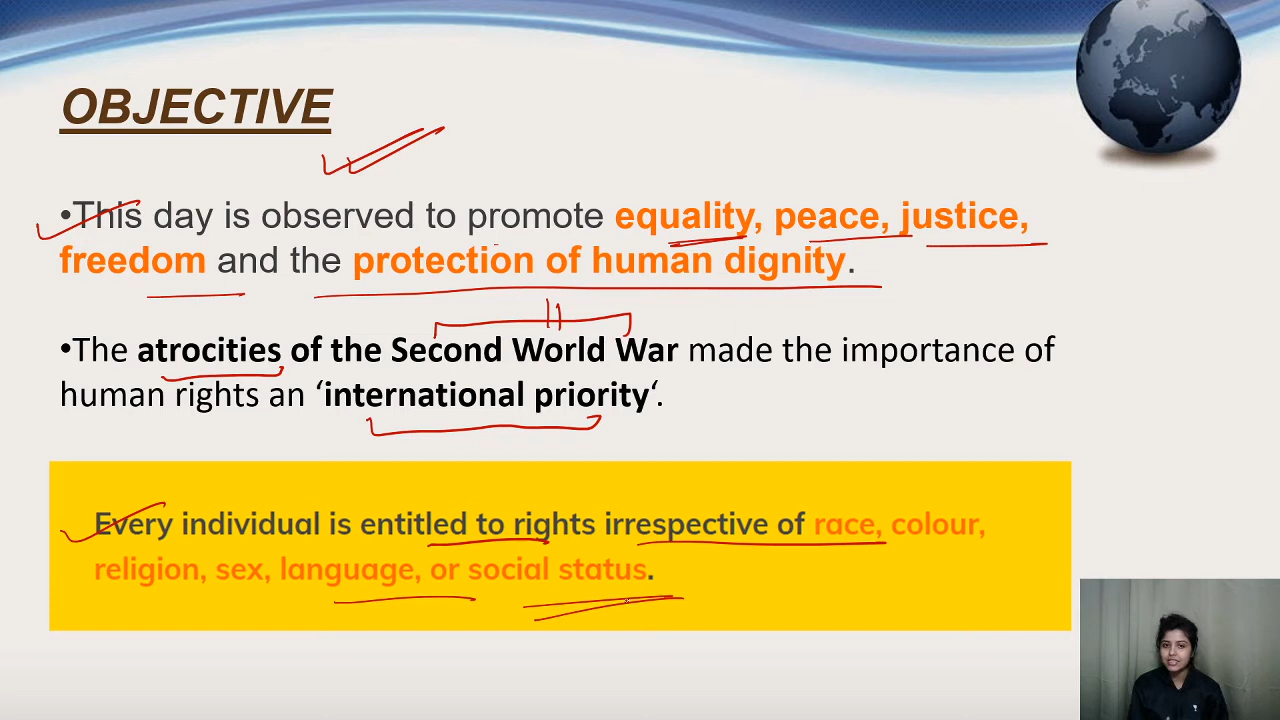 OBJECTIVE
•This day is observed to promote equality, peace, justice,
freedom and the protection of human dignity.
•The atrocities of the Second World War made the importance of
human rights an ‘international priority‘.
Every individual is entitled to rights irrespective of race, colour,
religion, sex, language, or social status.